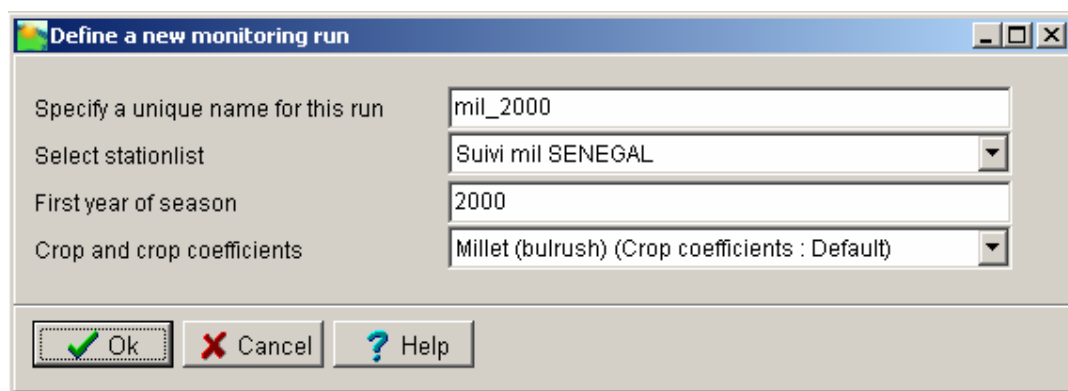 Define a new monitoring run
Specify a unique name for this run
mil_2000
Select stationlist
Suivi mil SENEGAL
First year of season
2000
Crop and crop coefficients
Millet (bulrush) (Crop coefficients : Default)
Ok
Cancel
? Help